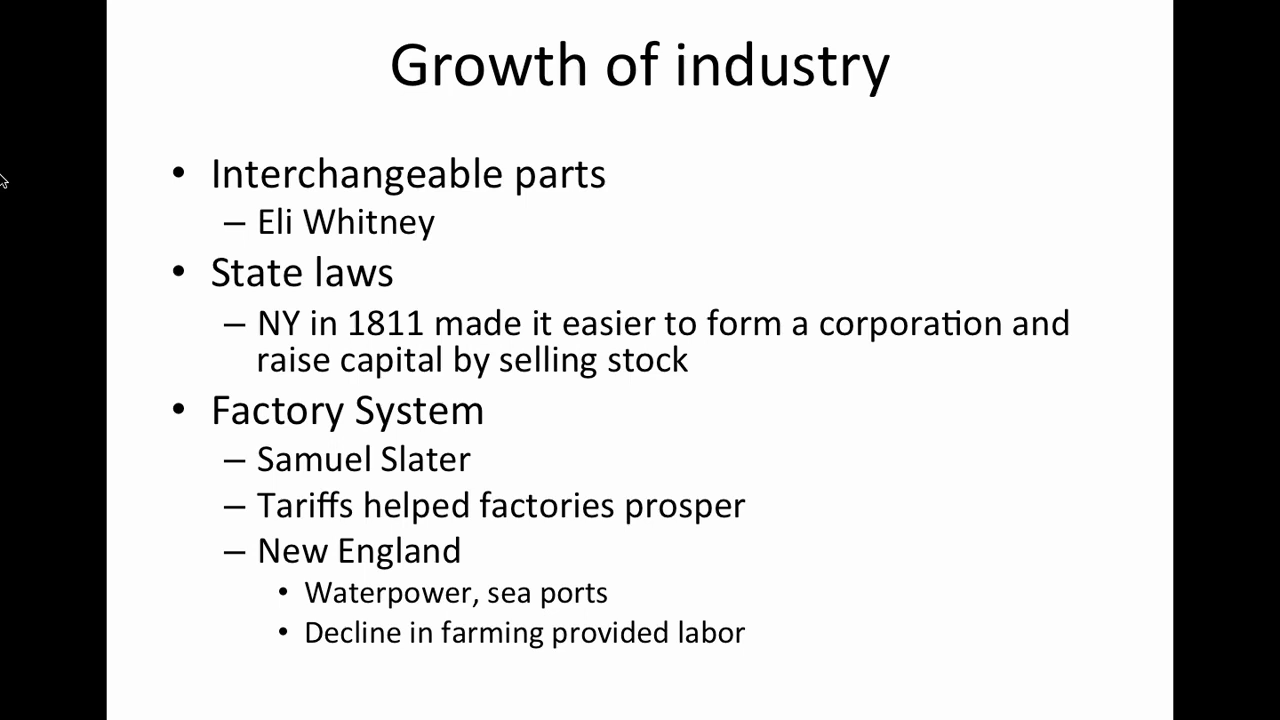 Growth of industry
• Interchangeable parts
– Eli Whitney
• State laws
– NY in 1811 made it easier to form a corporation and
raise capital by selling stock
• Factory System
– Samuel Slater
– Tariffs helped factories prosper
– New England
• Waterpower, sea ports
• Decline in farming provided labor